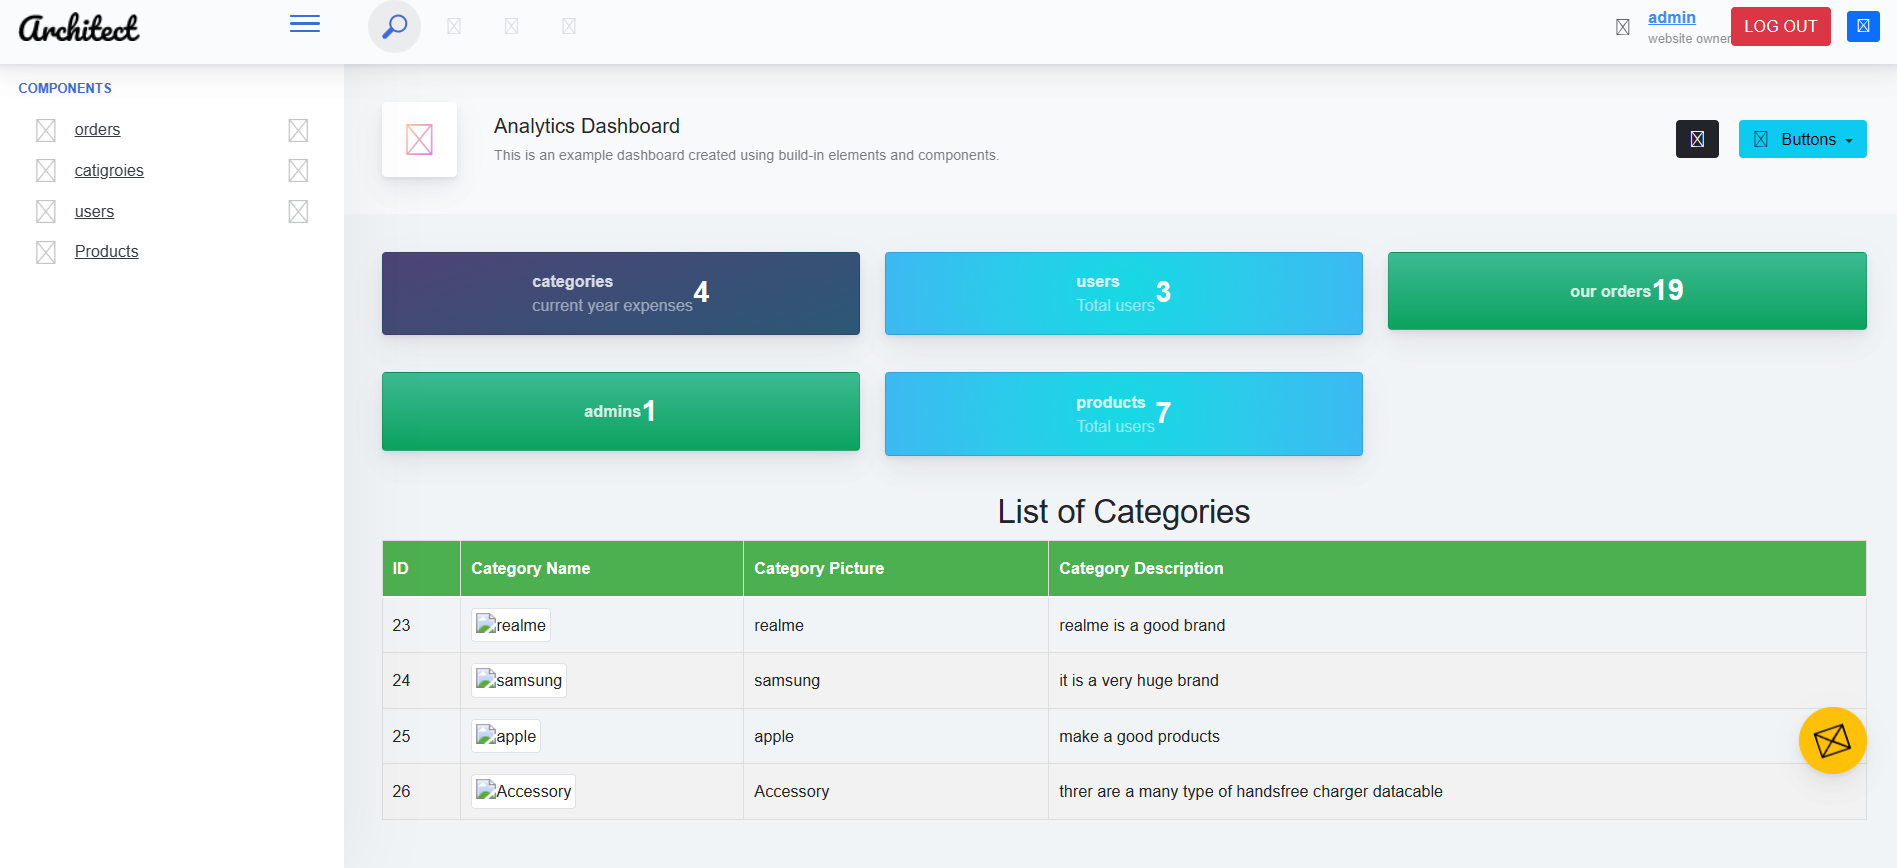 Architect
admin
website owner
LOG OUT
COMPONENTS
orders
catigroies
users
Products
Analytics Dashboard
This is an example dashboard created using build-in elements and components.
Buttons
categories
current year expenses
4
users
Total users
3
our orders19
admins1
products
Total users
7
List of Categories
ID Category Name Category Picture Category Description
23 realme realme realme is a good brand
24 samsung samsung it is a very huge brand
25 apple apple make a good products
26 Accessory Accessory threr are a many type of handsfree charger datacable